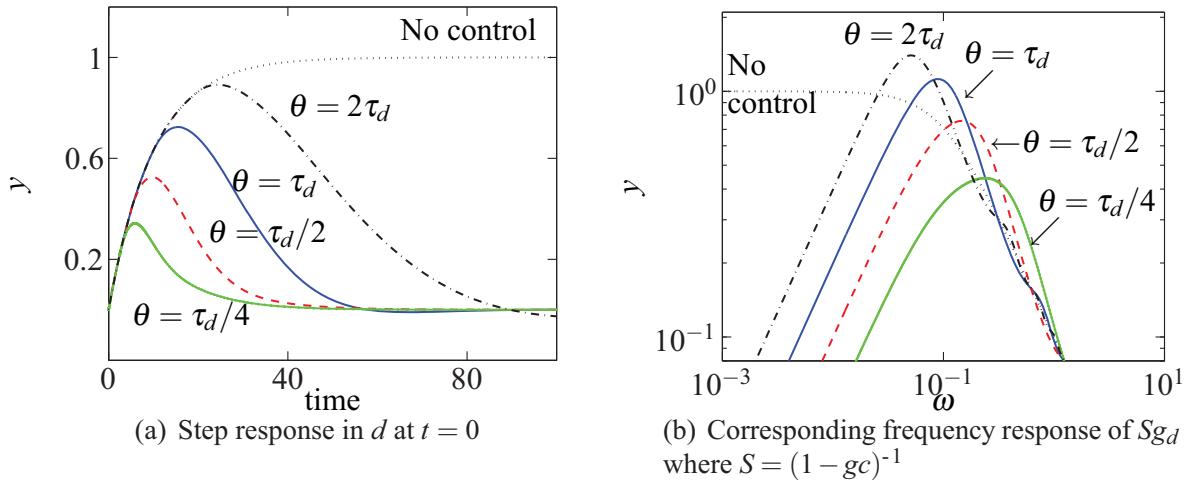 No control
1
0.6
0.2
y
θ = 2τ_d
θ = τ_d
θ = τ_d/2
θ = τ_d/4
0
40
80
time
(a) Step response in d at t = 0
θ = 2τ_d
θ = τ_d
No
control
θ = τ_d/2
θ = τ_d/4
10^0
10^{-1}
y
10^{-3}
10^{-1}
10^1
ω
(b) Corresponding frequency response of Sg_d
where S = (1 − gc)^{-1}